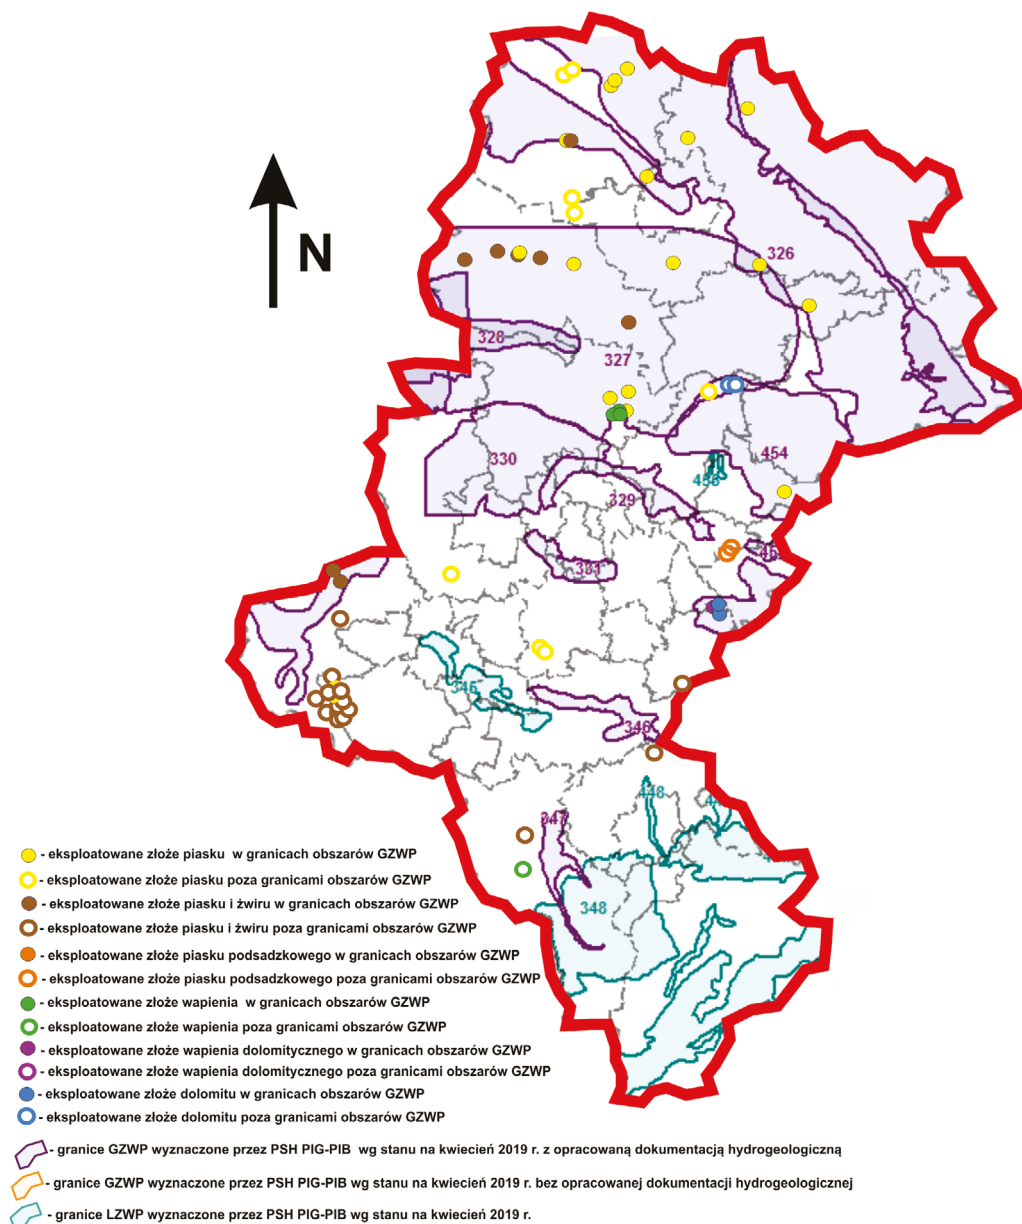 N
326
328
327
330
454
329
455
331
346
346
448
347
348
- eksploatowane złoże piasku w granicach obszarów GZWP
- eksploatowane złoże piasku poza granicami obszarów GZWP
- eksploatowane złoże piasku i żwiru w granicach obszarów GZWP
- eksploatowane złoże piasku i żwiru poza granicami obszarów GZWP
- eksploatowane złoże piasku podsadzkowego w granicach obszarów GZWP
- eksploatowane złoże piasku podsadzkowego poza granicami obszarów GZWP
- eksploatowane złoże wapienia w granicach obszarów GZWP
- eksploatowane złoże wapienia poza granicami obszarów GZWP
- eksploatowane złoże wapienia dolomitycznego w granicach obszarów GZWP
- eksploatowane złoże wapienia dolomitycznego poza granicami obszarów GZWP
- eksploatowane złoże dolomitu w granicach obszarów GZWP
- eksploatowane złoże dolomitu poza granicami obszarów GZWP
- granice GZWP wyznaczone przez PSH PIG-PIB wg stanu na kwiecień 2019 r. z opracowaną dokumentacją hydrogeologiczną
- granice GZWP wyznaczone przez PSH PIG-PIB wg stanu na kwiecień 2019 r. bez opracowanej dokumentacji hydrogeologicznej
- granice LZWP wyznaczone przez PSH PIG-PIB wg stanu na kwiecień 2019 r.